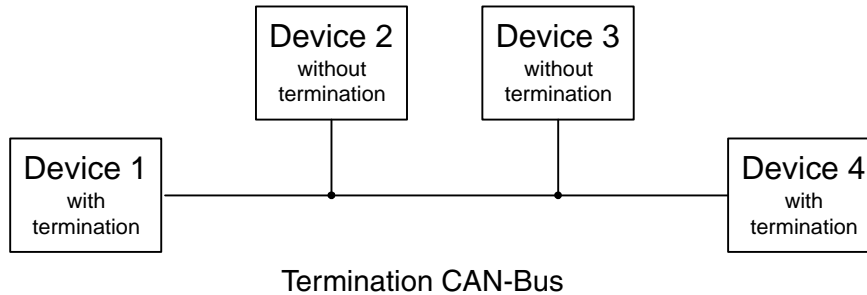 Device 2
without
termination
Device 3
without
termination
Device 1
with
termination
Device 4
with
termination
Termination CAN-Bus